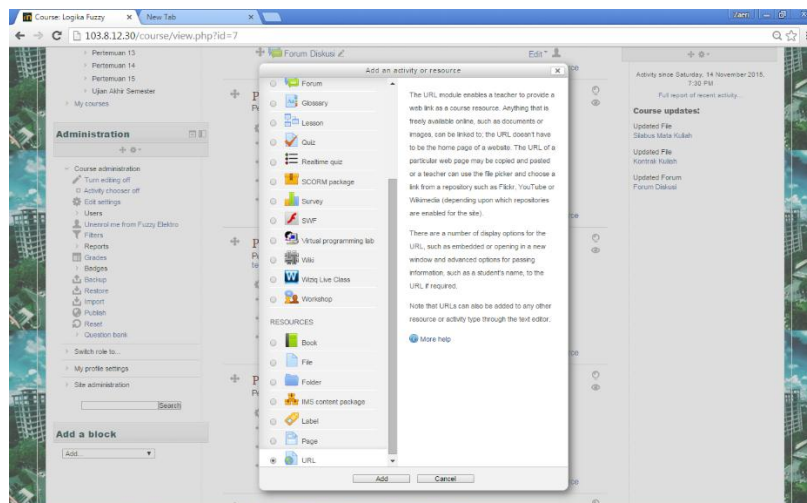 Course: Logika Fuzzy
New Tab
103.8.12.30/course/view.php?id=7
Pertemuan 13
Pertemuan 14
Pertemuan 15
Ujian Akhir Semester
My courses
Administration
Course administration
Turn editing off
Activity chooser off
Edit settings
Users
Unenrol me from Fuzzy Elektro
Filters
Reports
Grades
Badges
Backup
Restore
Import
Publish
Reset
Question bank
Switch role to...
My profile settings
Site administration
Search
Add a block
Add...
Forum Diskusi
Edit
Add an activity or resource
Forum
Glossary
Lesson
Quiz
Realtime quiz
SCORM package
Survey
SWF
Virtual programming lab
Wiki
Wiziq Live Class
Workshop
RESOURCES
Book
File
Folder
IMS content package
Label
Page
URL
The URL module enables a teacher to provide a
web link as a course resource. Anything that is
freely available online, such as documents or
images, can be linked to; the URL doesn't have
to be the home page of a website. The URL of a
particular web page may be copied and posted
or a teacher can use the file picker and choose a
link from a repository such as Flickr, YouTube or
Wikimedia (depending upon which repositories
are enabled for the site).
There are a number of display options for the
URL, such as embedded or opening in a new
window and advanced options for passing
information, such as a student's name, to the
URL if required.
Note that URLs can also be added to any other
resource or activity type through the text editor.
More help
Add
Cancel
Activity since Saturday, 14 November 2015,
7:30 PM
Full report of recent activity...
Course updates:
Updated File
Silabus Mata Kuliah
Updated File
Kontrak Kuliah
Updated Forum
Forum Diskusi